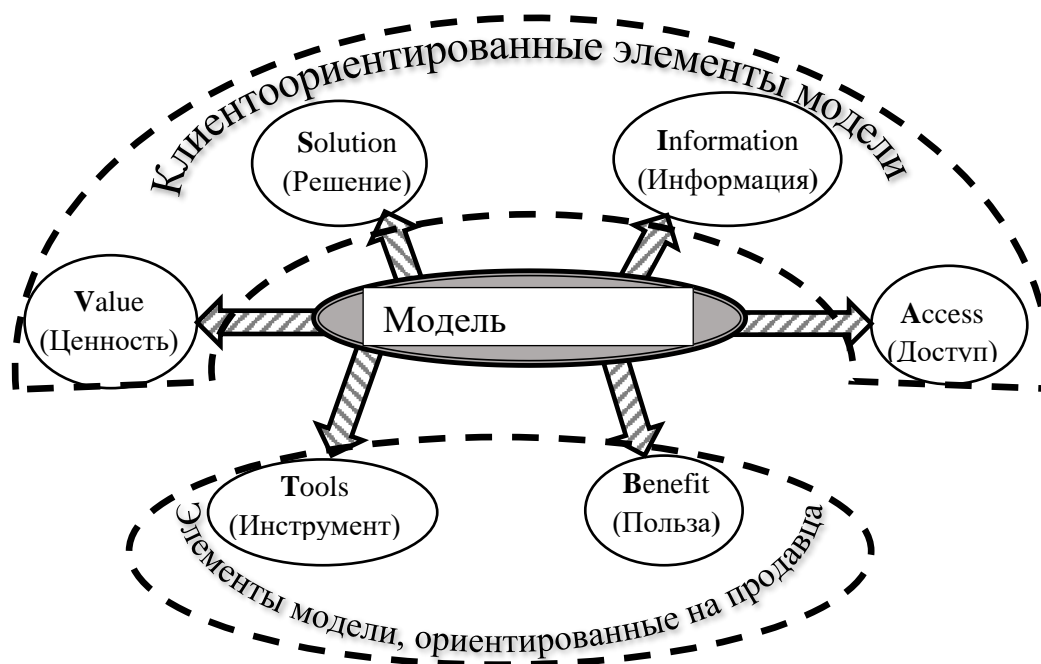 Клиентоориентированные элементы модели
Solution
(Решение)
Information
(Информация)
Value
(Ценность)
Модель
Access
(Доступ)
Tools
(Инструмент)
Benefit
(Польза)
Элементы модели, ориентированные на продавца